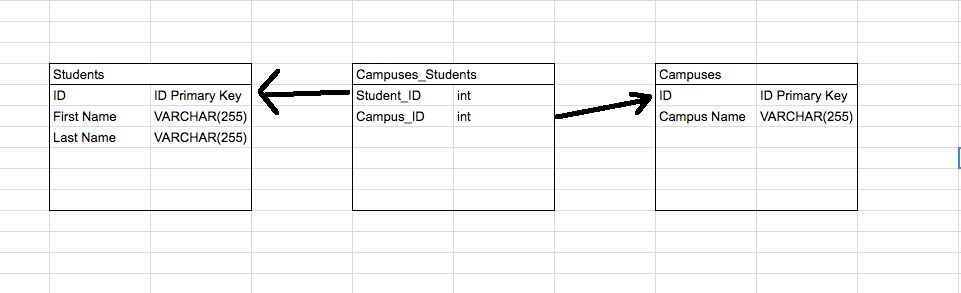 Students
ID ID Primary Key
First Name VARCHAR(255)
Last Name VARCHAR(255)
Campuses_Students
Student_ID int
Campus_ID int
Campuses
ID ID Primary Key
Campus Name VARCHAR(255)